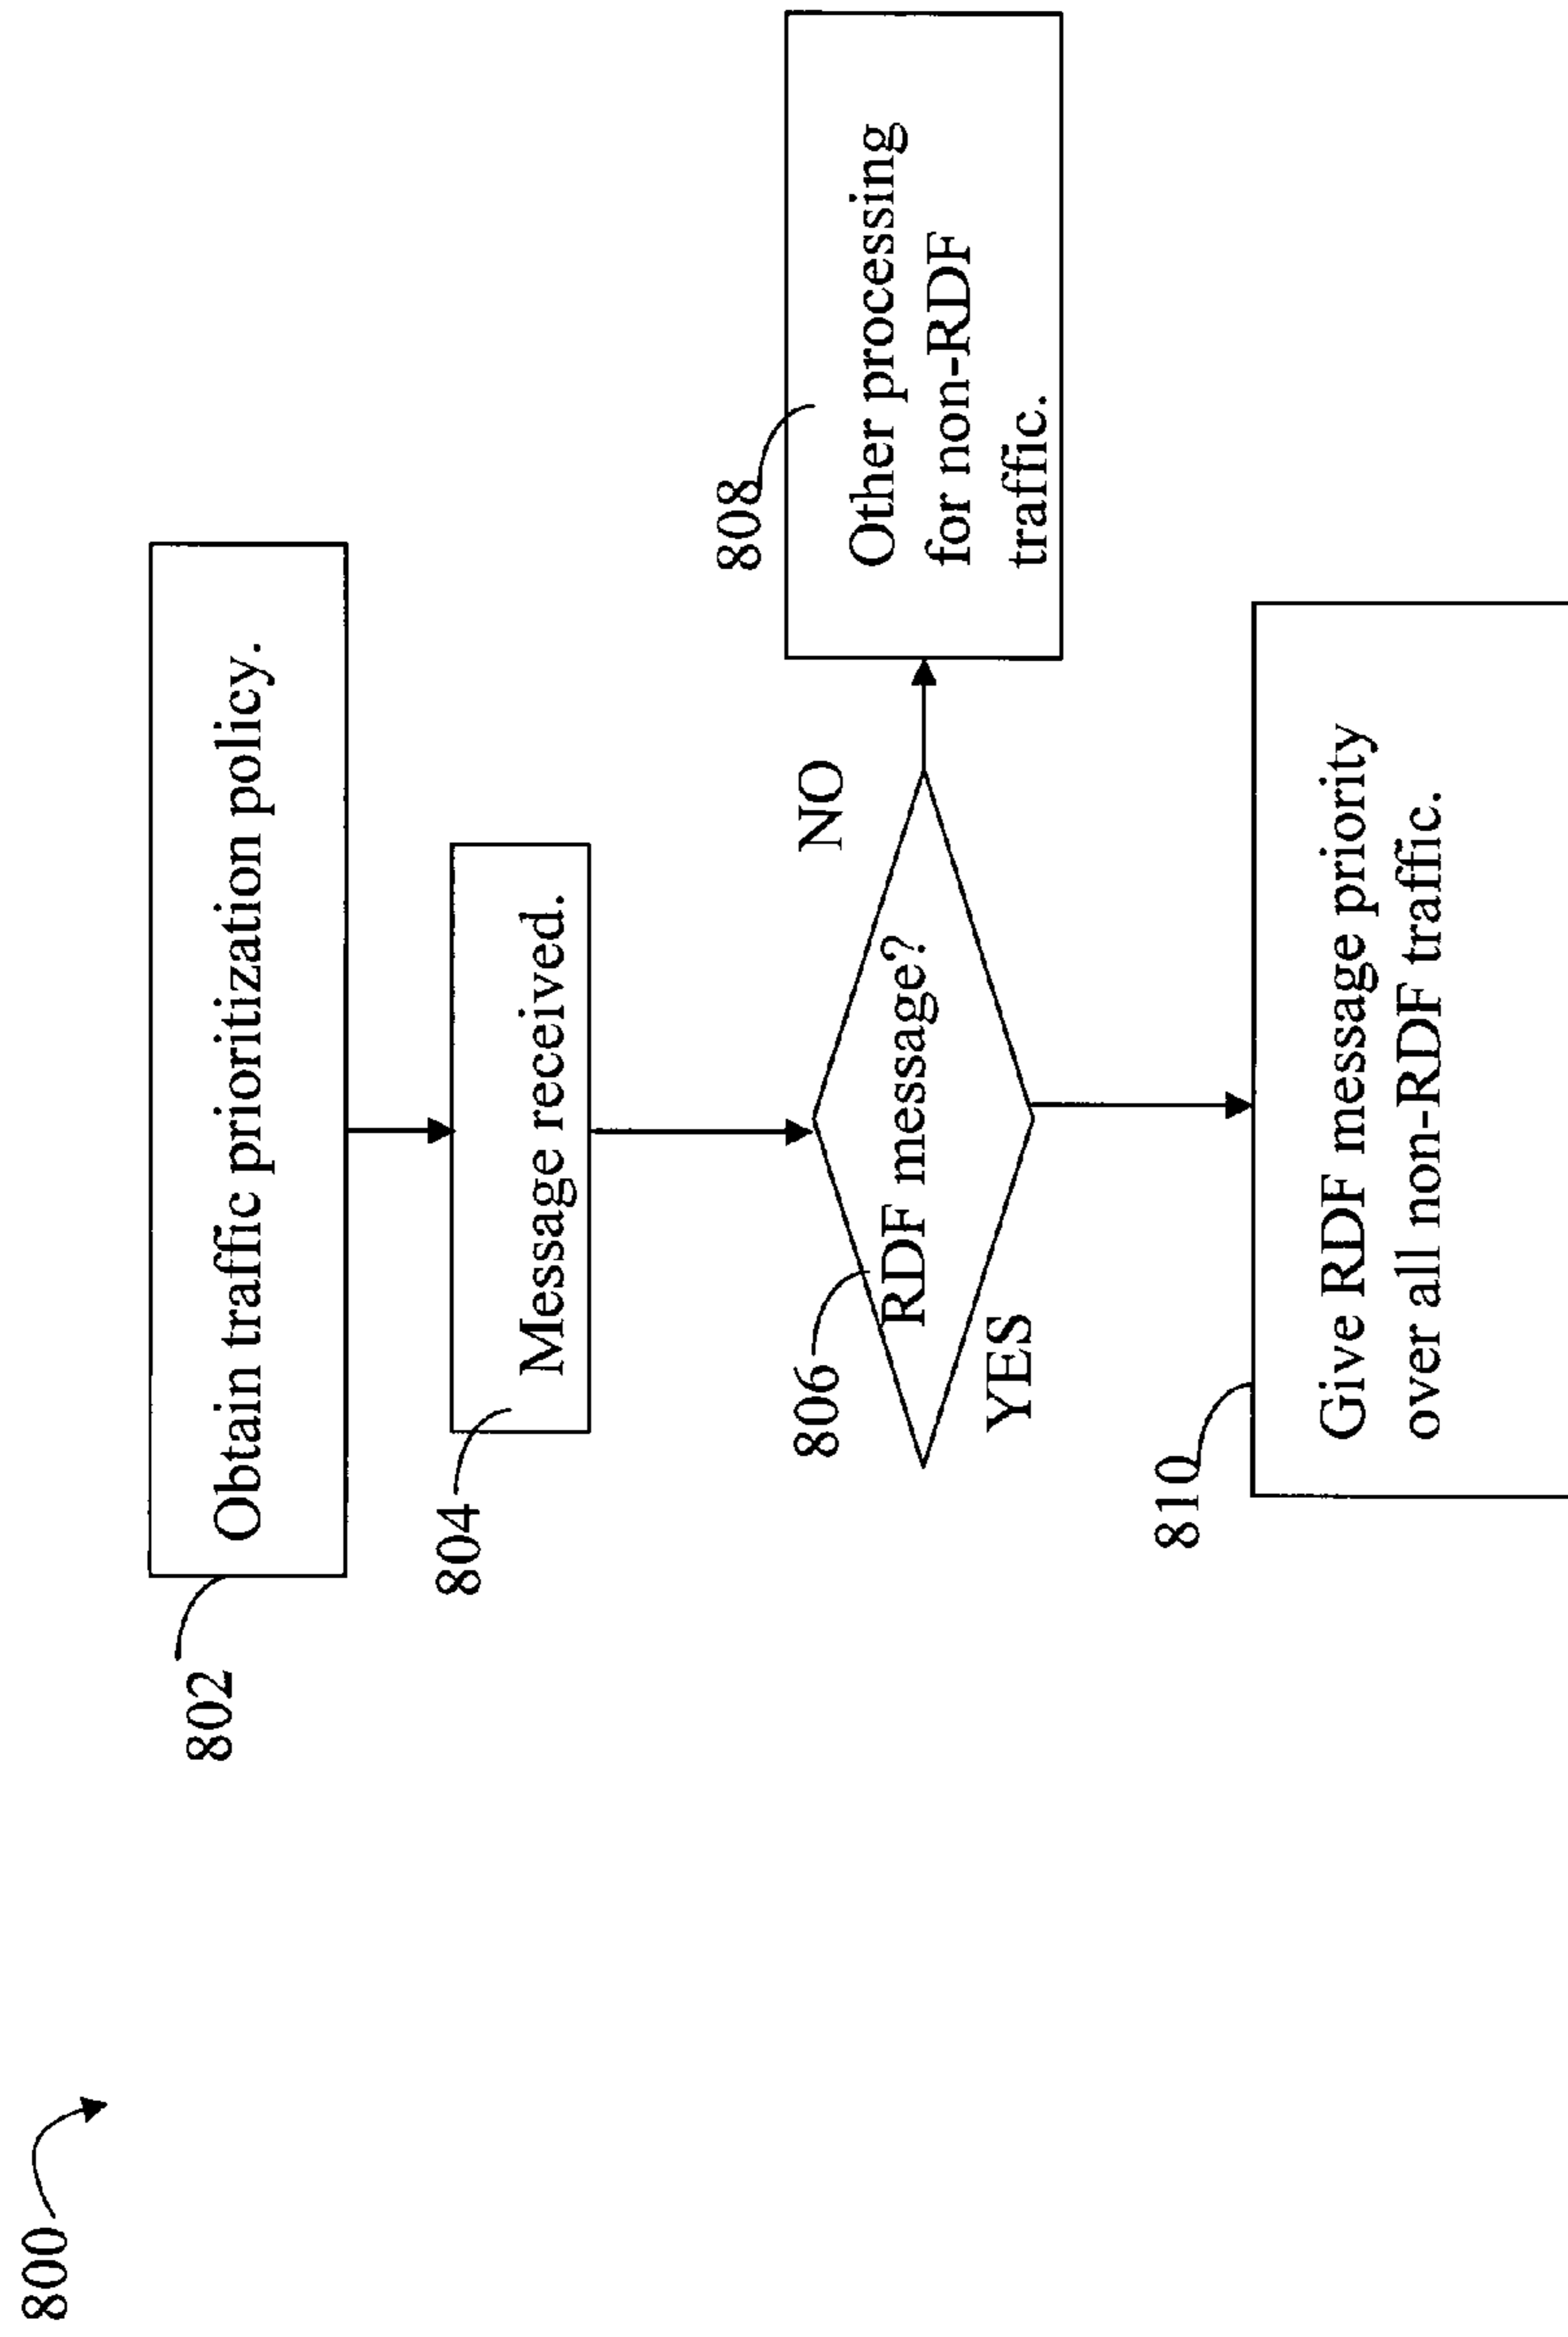 800
802
Obtain traffic prioritization policy.
804
Message received.
806
RDF message?
NO
808
Other processing
for non-RDF
traffic.
YES
810
Give RDF message priority
over all non-RDF traffic.